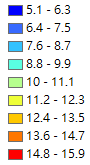 5.1 - 6.3
6.4 - 7.5
7.6 - 8.7
8.8 - 9.9
10 - 11.1
11.2 - 12.3
12.4 - 13.5
13.6 - 14.7
14.8 - 15.9